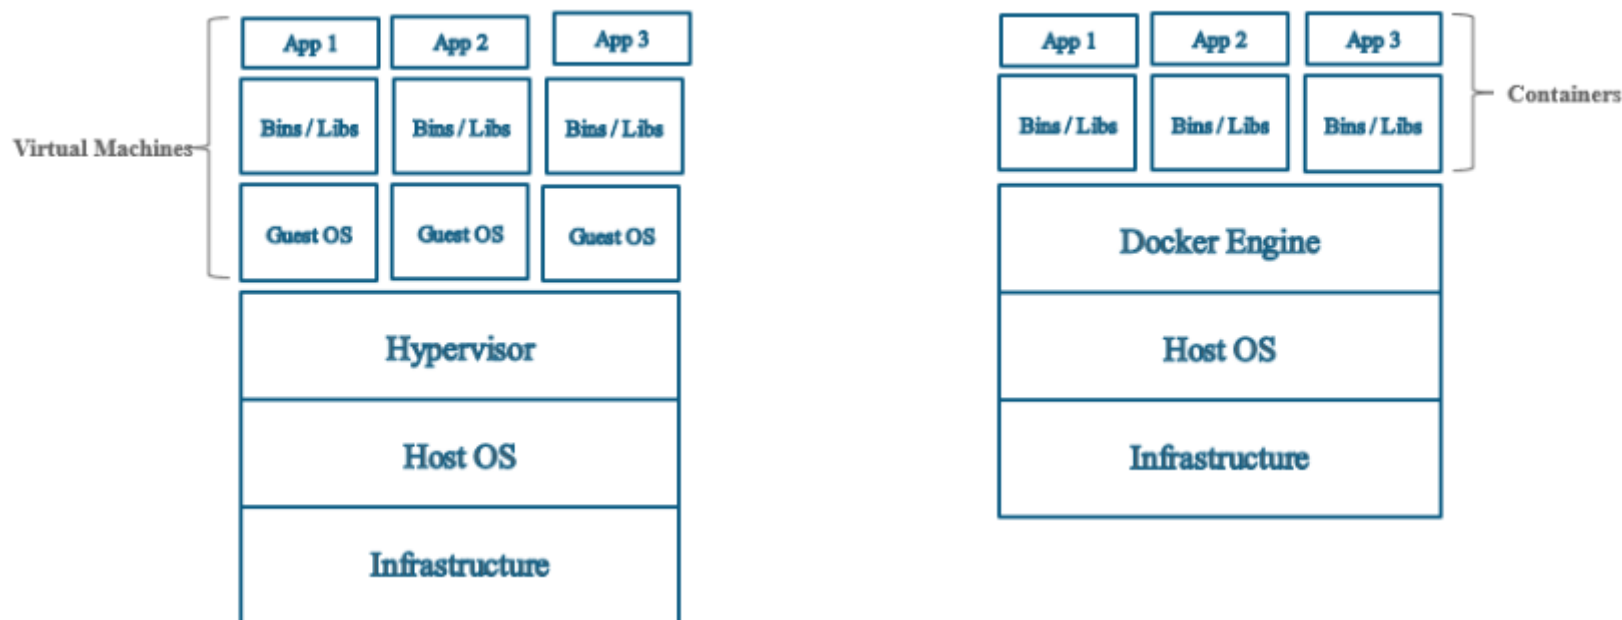 App 1
App 2
App 3
Bins / Libs
Bins / Libs
Bins / Libs
Virtual Machines
Guest OS
Guest OS
Guest OS
Hypervisor
Host OS
Infrastructure
App 1
App 2
App 3
Containers
Bins / Libs
Bins / Libs
Bins / Libs
Docker Engine
Host OS
Infrastructure